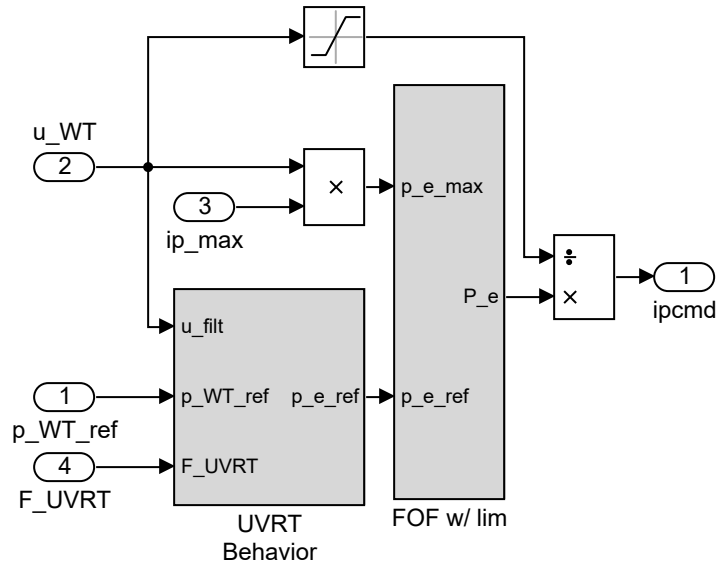 u_WT
2
3
ip_max
×
p_e_max
÷
×
P_e
1
ipcmd
u_filt
1
p_WT_ref
p_WT_ref
p_e_ref
p_e_ref
4
F_UVRT
F_UVRT
UVRT
Behavior
FOF w/ lim